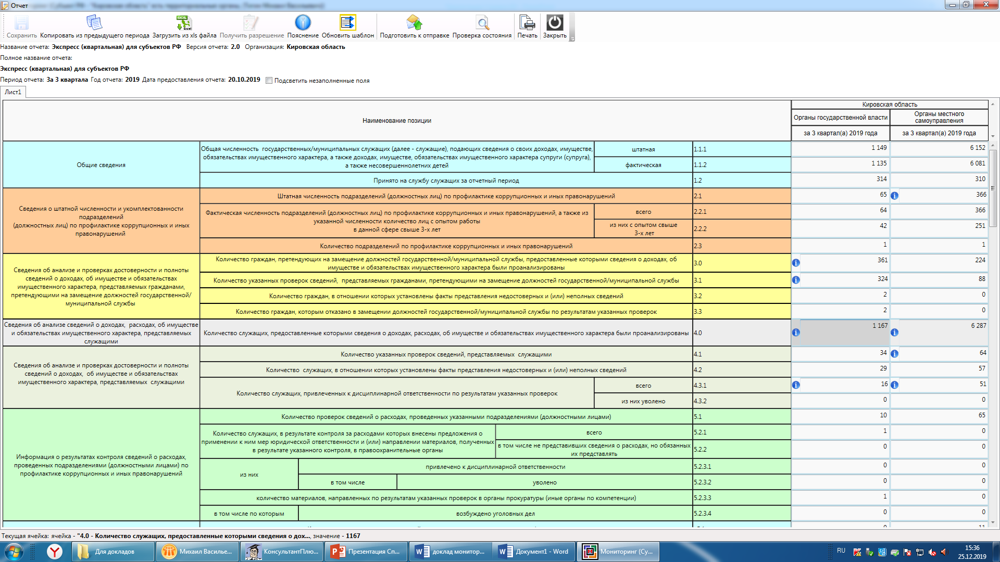 Отчет
Сохранить Копировать из предыдущего периода Загрузить из xls файла Получить разрешение Пояснение Обновить шаблон Подготовить к отправке Проверка состояния Печать Закрыть
Название отчета: Экспресс (квартальная) для субъектов РФ Версия отчета: 2.0 Организация: Кировская область
Полное название отчета:
Экспресс (квартальная) для субъектов РФ
Период отчета: За 3 квартала Год отчета: 2019 Дата предоставления отчета: 20.10.2019 Подсветить незаполненные поля
Лист1
Наименование позиции
Кировская область
Органы государственной власти
Органы местного
самоуправления
за 3 квартал(а) 2019 года
за 3 квартал(а) 2019 года
Общие сведения
Общая численность государственных/муниципальных служащих (далее - служащие), подающих сведения о своих доходах, имуществе,
обязательствах имущественного характера, а также доходах, имуществе, обязательствах имущественного характера супруги (супруга),
а также несовершеннолетних детей
штатная 1.1.1 1 149 6 152
фактическая 1.1.2 1 135 6 081
Принято на службу служащих за отчетный период 1.2 314 310
Сведения о штатной численности и укомплектованности
подразделений
(должностных лиц) по профилактике коррупционных и иных
правонарушений
Штатная численность подразделений (должностных лиц) по профилактике коррупционных и иных правонарушений 2.1 65 366
Фактическая численность подразделений (должностных лиц) по профилактике коррупционных и иных правонарушений, а также из
указанной численности количество лиц с опытом работы
в данной сфере свыше 3-х лет
всего 2.2.1 64 366
из них с опытом свыше
3-х лет
2.2.2 42 251
Количество подразделений по профилактике коррупционных и иных правонарушений 2.3 1 1
Сведения об анализе и проверках достоверности и полноты
сведений о доходах, об имуществе и обязательствах
имущественного характера, представляемых гражданами,
претендующими на замещение должностей государственной/
муниципальной службы
Количество граждан, претендующих на замещение должностей государственной/муниципальной службы, предоставленные которыми сведения о доходах, об
имуществе и обязательствах имущественного характера были проанализированы
3.0 361 224
Количество указанных проверок сведений, представляемых гражданами, претендующими на замещение должностей государственной/муниципальной службы 3.1 324 88
Количество граждан, в отношении которых установлены факты представления недостоверных и (или) неполных сведений 3.2 2 0
Количество граждан, которым отказано в замещении должностей государственной/муниципальной службы по результатам указанных проверок 3.3 2 0
Сведения об анализе сведений о доходах, расходах, об имуществе
и обязательствах имущественного характера, представляемых
служащими
Количество служащих, предоставленные которыми сведения о доходах, расходах, об имуществе и обязательствах имущественного характера были проанализированы 4.0 1 167 6 287
Сведения об анализе и проверках достоверности и полноты
сведений о доходах, об имуществе и обязательствах
имущественного характера, представляемых служащими
Количество указанных проверок сведений, представляемых служащими 4.1 34 64
Количество служащих, в отношении которых установлены факты представления недостоверных и (или) неполных сведений 4.2 29 57
Количество служащих, привлеченных к дисциплинарной ответственности по результатам указанных проверок
всего 4.3.1 16 51
из них уволено 4.3.2 0 0
Информация о результатах контроля сведений о расходах,
проведенных подразделениями (должностными лицами) по
профилактике коррупционных и иных правонарушений
Количество проверок сведений о расходах, проведенных указанными подразделениями (должностными лицами) 5.1 10 65
Количество служащих, в результате контроля за расходами которых внесены предложения о
применении к ним мер юридической ответственности и (или) направлении материалов, полученных
в результате указанного контроля, в правоохранительные органы
всего 5.2.1 1 0
в том числе не представивших сведения о расходах, но обязанных
их представлять
5.2.2 0 0
из них
привлечено к дисциплинарной ответственности 5.2.3.1 0 0
в том числе уволено 5.2.3.2 0 0
количество материалов, направленных по результатам указанных проверок в органы прокуратуры (иные органы по компетенции) 5.2.3.3 1 0
в том числе по которым возбуждено уголовных дел 5.2.3.4 0 0
Текущая ячейка: ячейка - "4.0 - Количество служащих, предоставленные которыми сведения о дох..., значение - 1167
Для докладов Михаил Василье... КонсультантПлю... Презентация Сп... доклад монитор... Документ1 - Word Мониторинг (Су... RU 15:36
25.12.2019